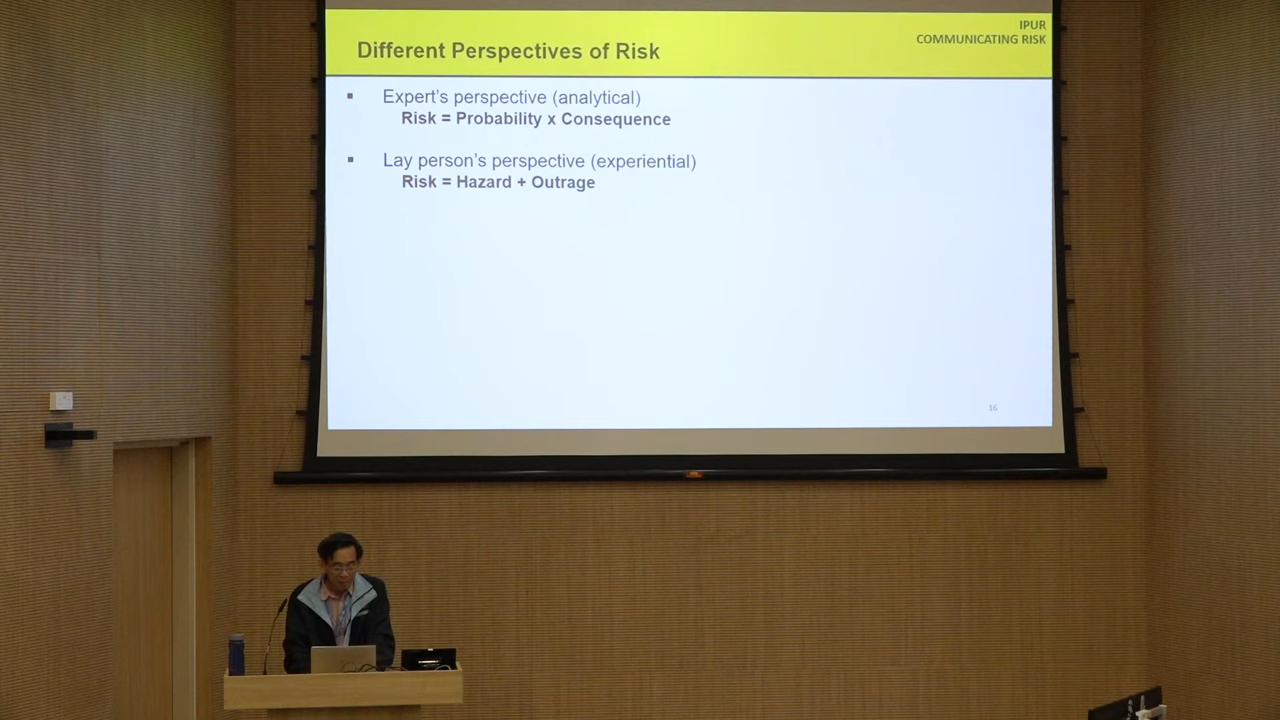 IPUR
COMMUNICATING RISK
Different Perspectives of Risk
▪ Expert's perspective (analytical)
Risk = Probability x Consequence
▪ Lay person's perspective (experiential)
Risk = Hazard + Outrage
16